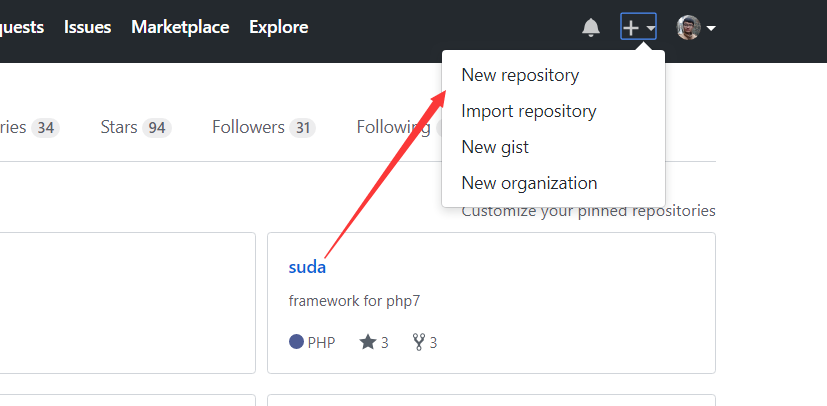 quests Issues Marketplace Explore
New repository
Import repository
New gist
New organization
ries 34 Stars 94 Followers 31 Following
Customize your pinned repositories
suda
framework for php7
PHP 3 3